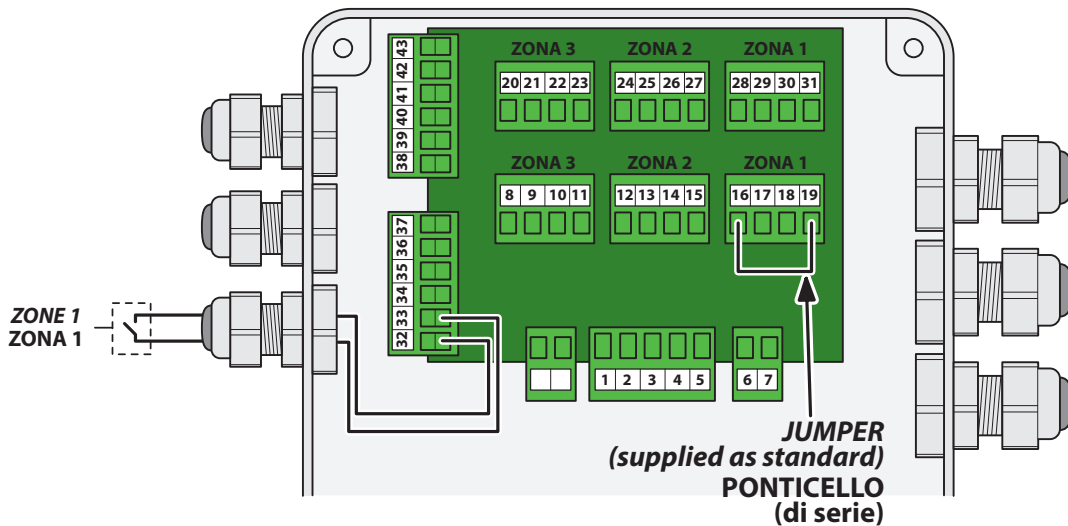 43
42
41
40
39
38
ZONA 3 ZONA 2 ZONA 1
20 21 22 23 24 25 26 27 28 29 30 31
ZONA 3 ZONA 2 ZONA 1
8 9 10 11 12 13 14 15 16 17 18 19
37
36
35
34
33
32
ZONE 1
ZONA 1
1 2 3 4 5 6 7
JUMPER
(supplied as standard)
PONTICELLO
(di serie)